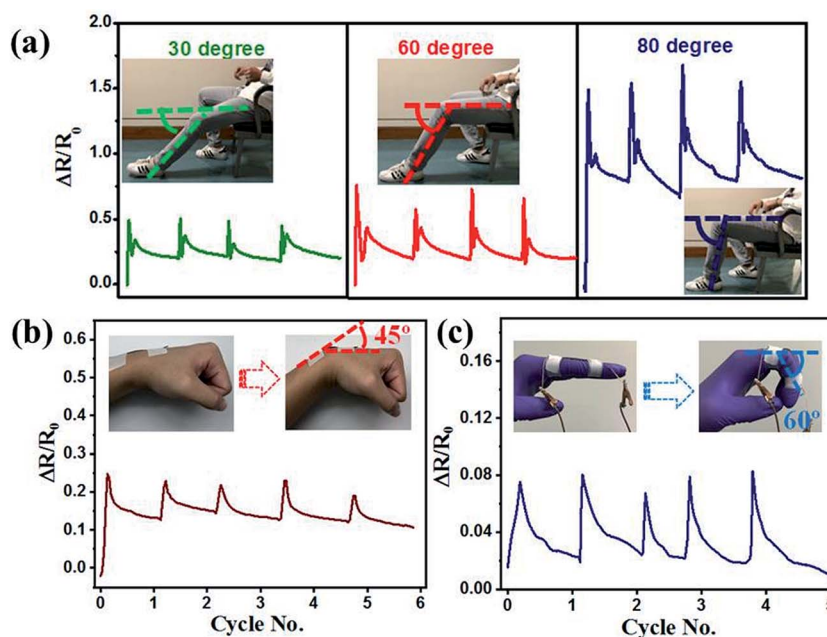 (a)
30 degree
60 degree
80 degree
2.0
1.5
1.0
0.5
0.0
ΔR/R0
Cycle No.
(b)
45°
0.6
0.5
0.4
0.3
0.2
0.1
0.0
ΔR/R0
0 1 2 3 4 5 6
Cycle No.
(c)
60°
0.16
0.12
0.08
0.04
0.00
ΔR/R0
0 1 2 3 4 5
Cycle No.